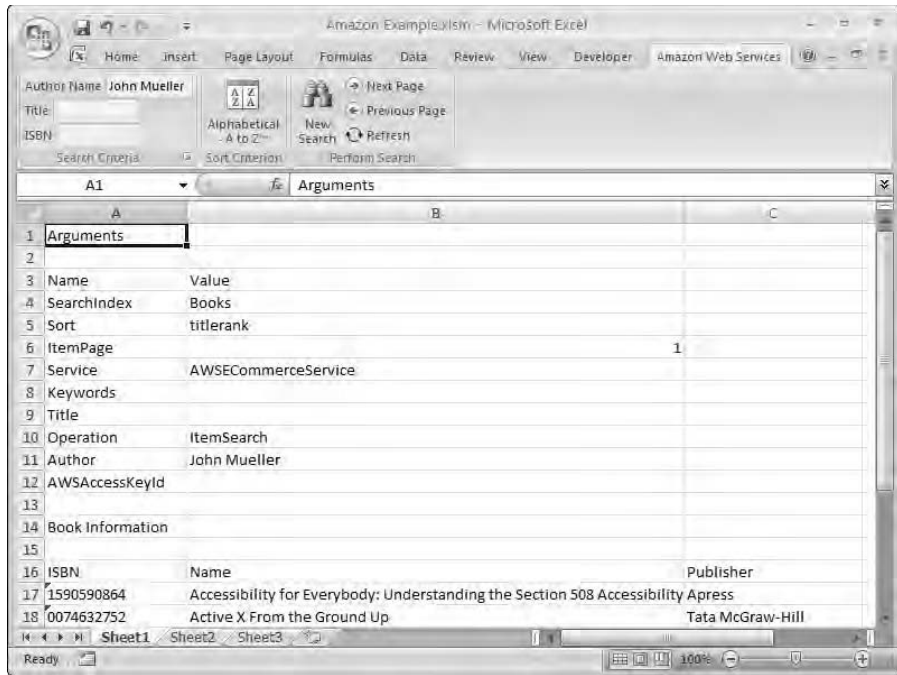 Amazon Example.xlsm - Microsoft Excel
Home Insert Page Layout Formulas Data Review View Developer Amazon Web Services
Author Name John Mueller
Title
ISBN
Search Criteria
Alphabetical
- A to Z
Sort Criterion
New
Search
Next Page
Previous Page
Refresh
Perform Search
A1 fx Arguments
A B C
1 Arguments
2
3 Name Value
4 SearchIndex Books
5 Sort titlerank
6 ItemPage 1
7 Service AWSECommerceService
8 Keywords
9 Title
10 Operation ItemSearch
11 Author John Mueller
12 AWSAccessKeyId
13
14 Book Information
15
16 ISBN Name Publisher
17 1590590864 Accessibility for Everybody: Understanding the Section 508 Accessibility Apress
18 0074632752 Active X From the Ground Up Tata McGraw-Hill
Sheet1 Sheet2 Sheet3
Ready 100%